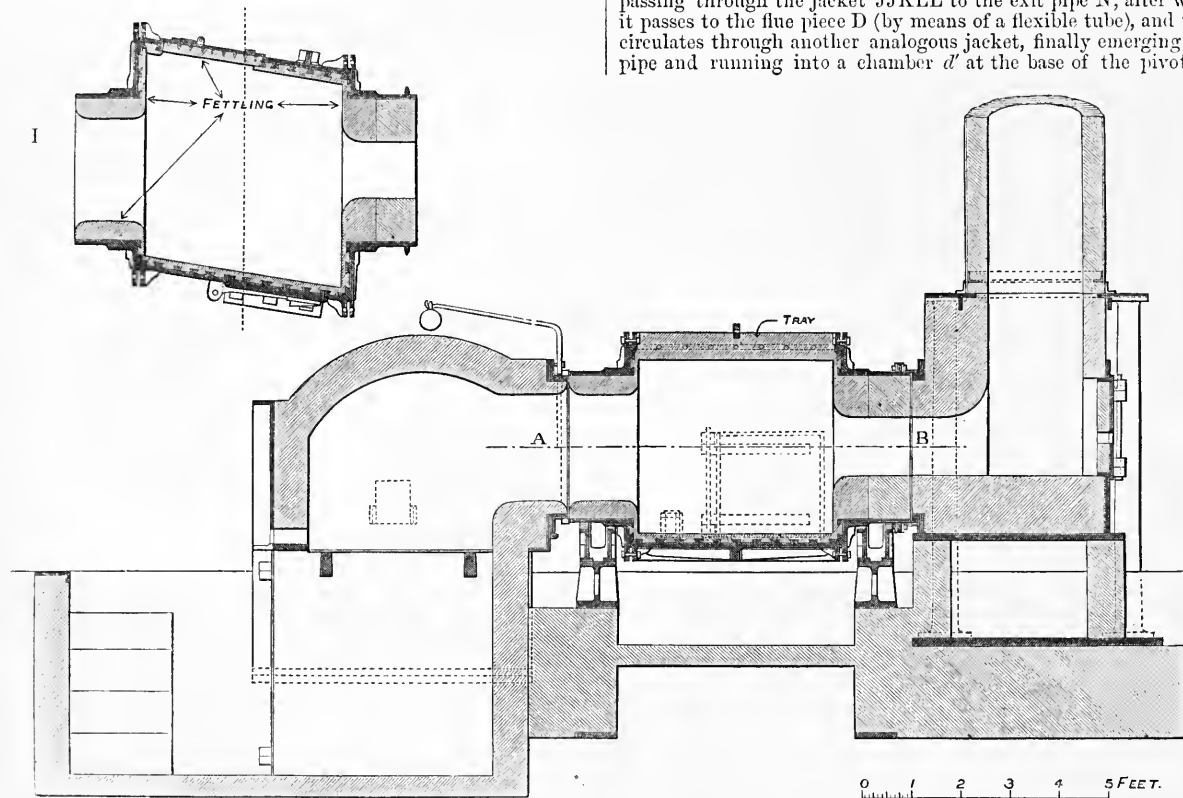 passing through the jacket JJKLL to the exit pipe N, after
it passes to the flue piece D (by means of a flexible tube), and
circulates through another analogous jacket, finally emerging
pipe and running into a chamber d′ at the base of the pivot
FETTLING
I
TRAY
A
B
0 1 2 3 4 5 FEET.